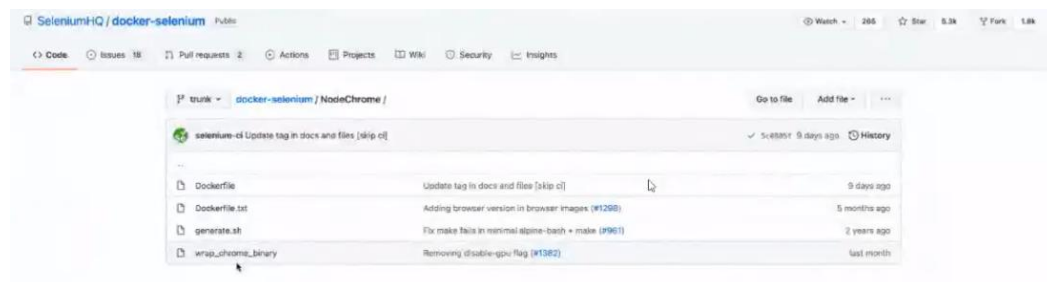 SeleniumHQ / docker-selenium Public Watch 266 Star 5.3k Fork 1.8k
Code Issues 18 Pull requests 2 Actions Projects Wiki Security Insights
trunk docker-selenium / NodeChrome / Go to file Add file ...
selenium-ci Update tag in docs and files [skip ci] 9 days ago History
..
Dockerfile Update tag in docs and files [skip ci] 9 days ago
Dockerfile.txt Adding browser version in browser images (#1298) 5 months ago
generate.sh Fix make fails in minimal alpine-bash + make (#961) 2 years ago
wrap_chrome_binary Removing disable-gpu flag (#1382) last month